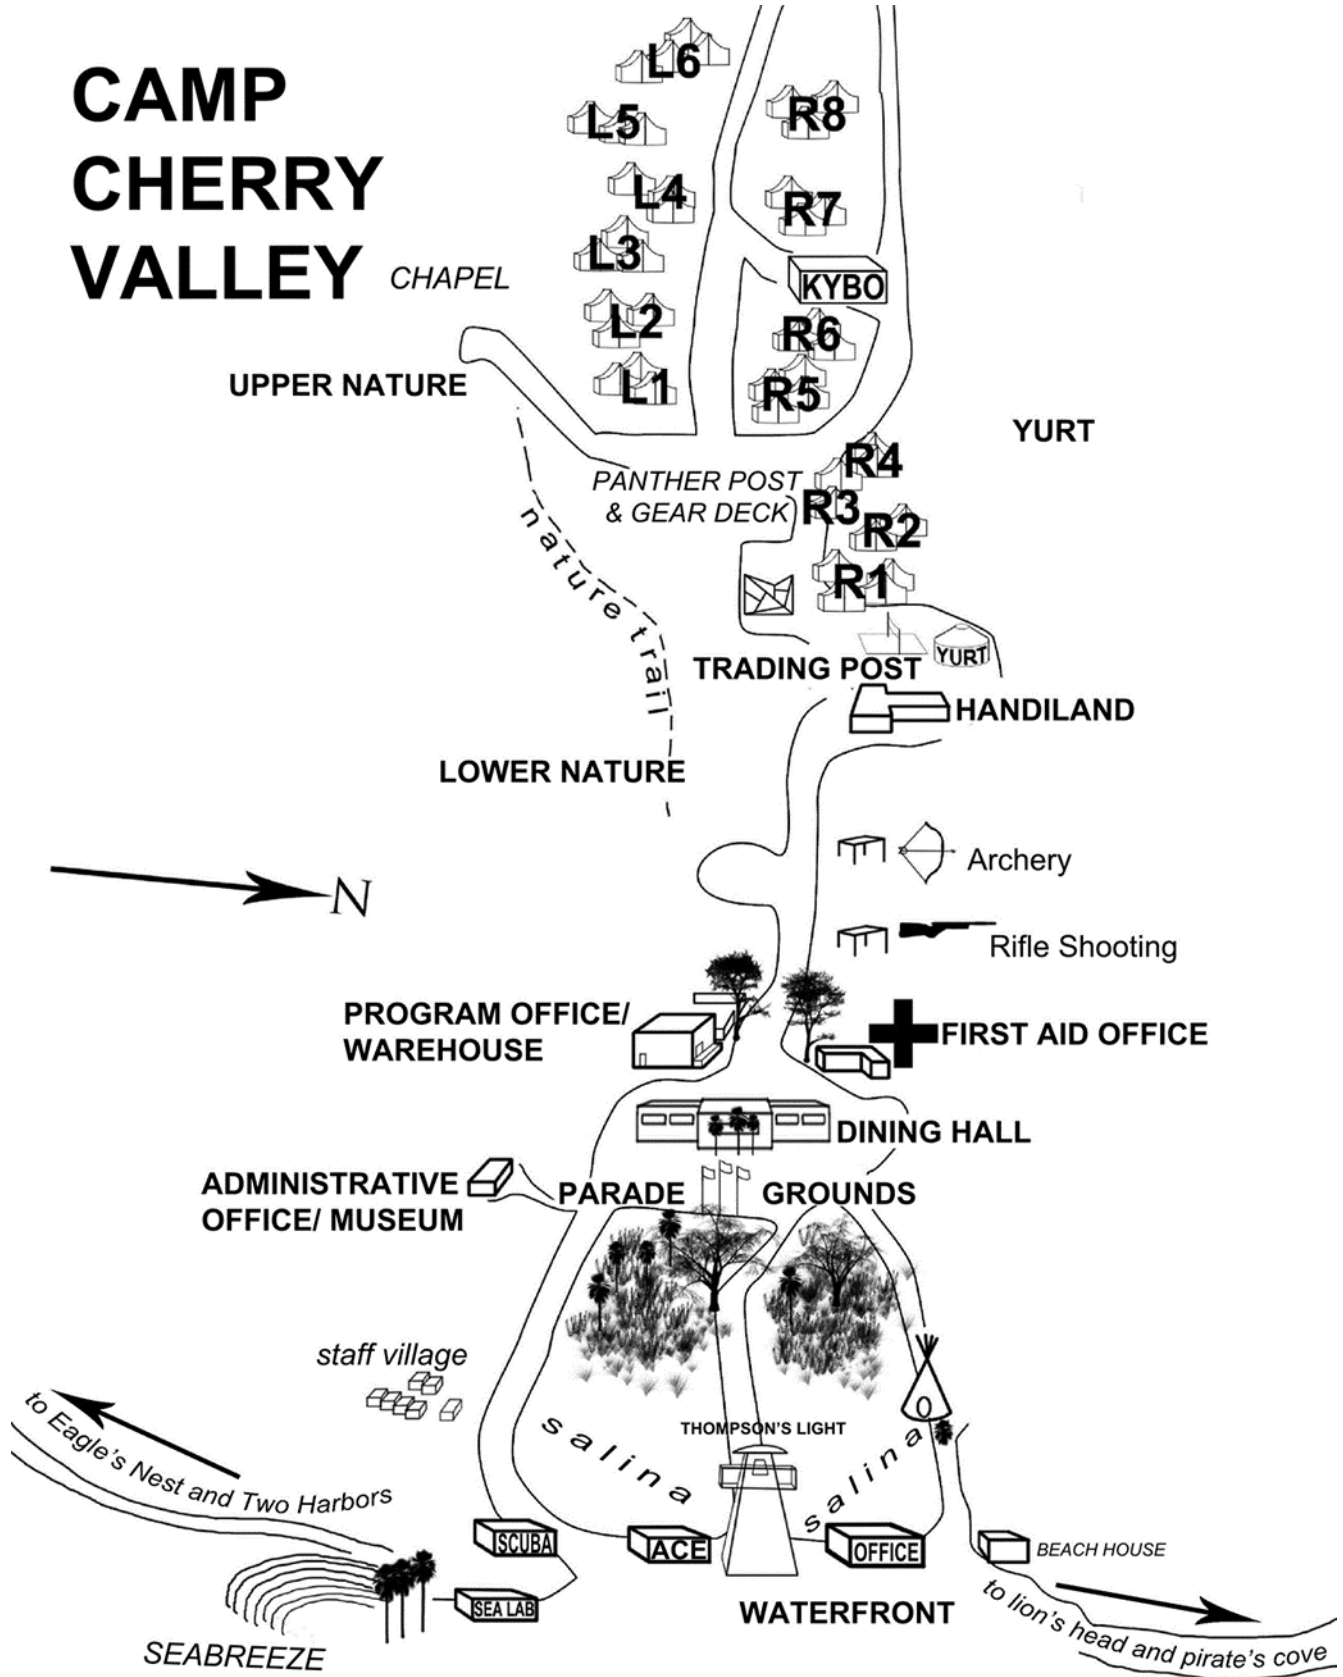 CAMP
CHERRY
VALLEY
L6
L5
R8
L4
R7
L3
CHAPEL
KYBO
L2
R6
UPPER NATURE
L1
R5
YURT
R4
PANTHER POST
& GEAR DECK
R3
R2
nature trail
R1
YURT
TRADING POST
HANDILAND
LOWER NATURE
Archery
N
Rifle Shooting
PROGRAM OFFICE/
WAREHOUSE
FIRST AID OFFICE
DINING HALL
ADMINISTRATIVE
OFFICE/ MUSEUM
PARADE GROUNDS
staff village
to Eagle's Nest and Two Harbors
THOMPSON'S LIGHT
salina
salina
SCUBA
ACE
OFFICE
BEACH HOUSE
SEA LAB
WATERFRONT
to lion's head and pirate's cove
SEABREEZE